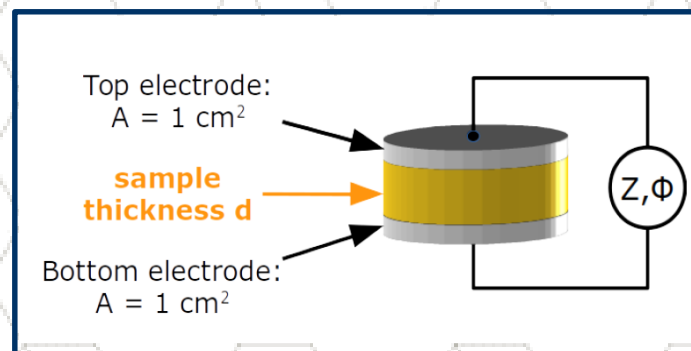 Top electrode:
A = 1 cm²
sample
thickness d
Bottom electrode:
A = 1 cm²
Z,Φ